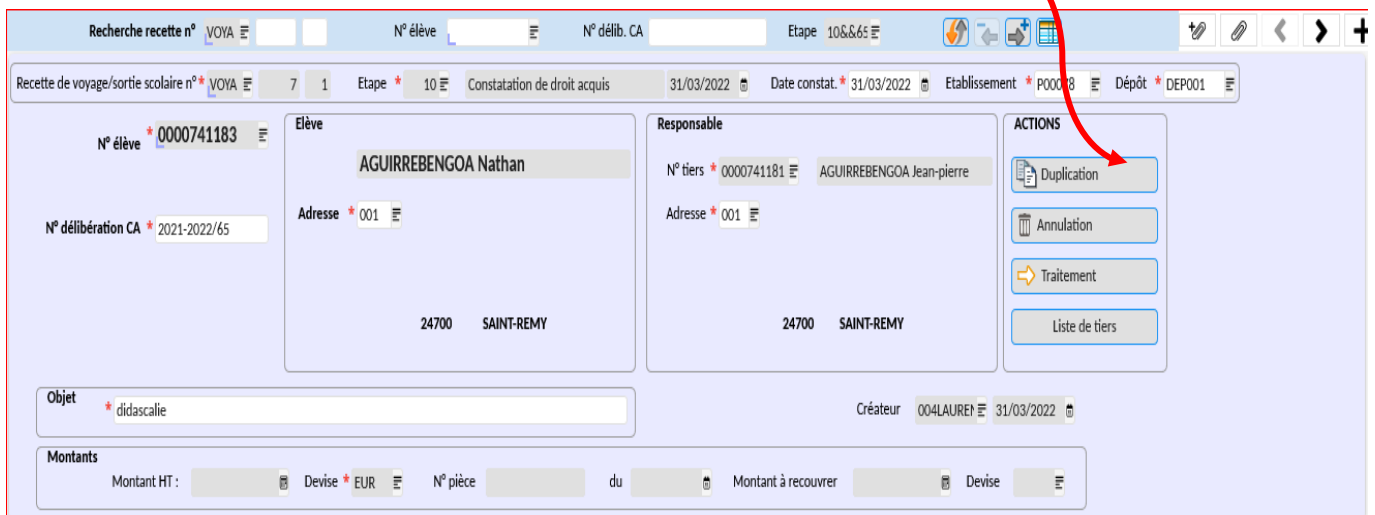 Recherche recette n° VOYA N° élève N° délib. CA Etape 10&&65
Recette de voyage/sortie scolaire n° * VOYA 7 1 Etape * 10 Constatation de droit acquis 31/03/2022 Date constat. * 31/03/2022 Etablissement * Dépôt * DEP001
N° élève * 0000741183
N° délibération CA * 2021-2022/65
Elève
AGUIRREBENGOA Nathan
Adresse * 001
24700 SAINT-REMY
Responsable
N° tiers * 0000741181 AGUIRREBENGOA Jean-pierre
Adresse * 001
24700 SAINT-REMY
ACTIONS
Duplication
Annulation
Traitement
Liste de tiers
Objet
* didascalie
Créateur 004LAUREN 31/03/2022
Montants
Montant HT : Devise * EUR N° pièce du Montant à recouvrer Devise